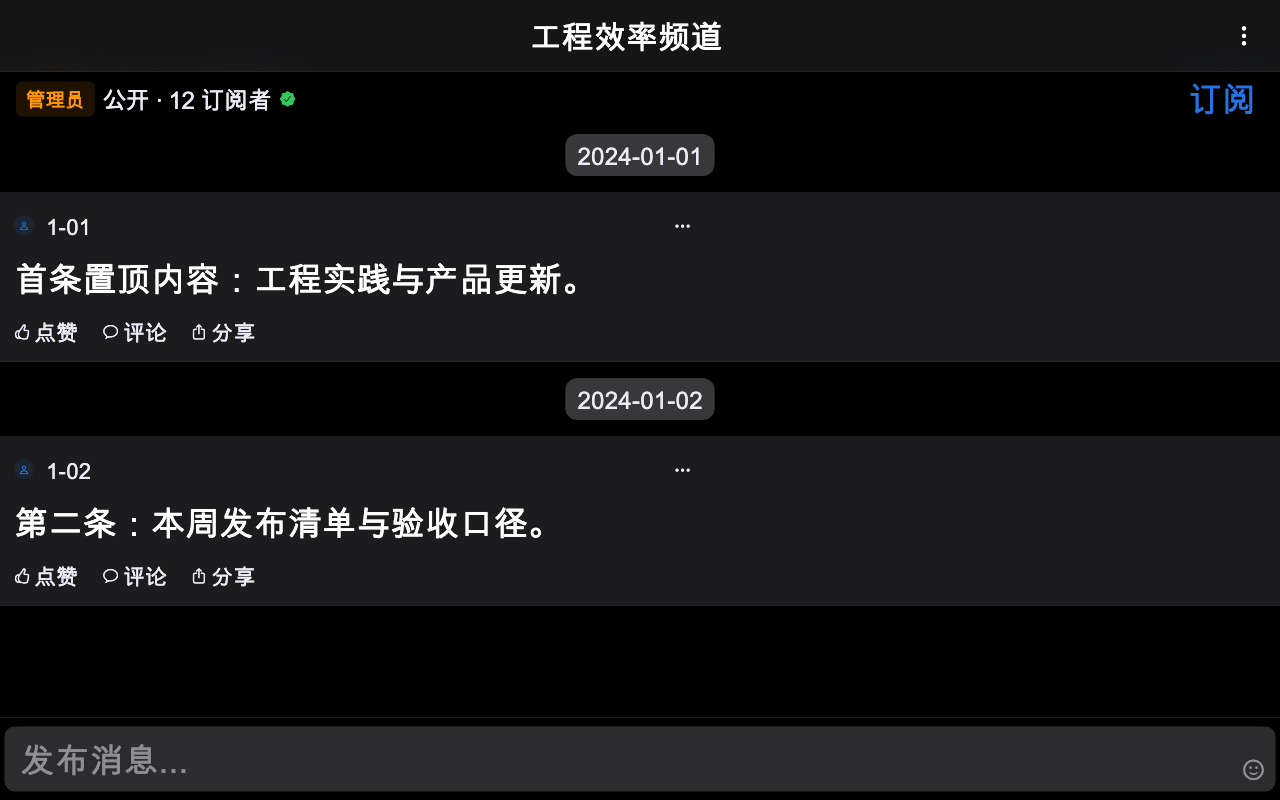 工程效率频道
管理员 公开 · 12 订阅者 订阅
2024-01-01
1-01
首条置顶内容：工程实践与产品更新。
点赞 评论 分享
2024-01-02
1-02
第二条：本周发布清单与验收口径。
点赞 评论 分享
发布消息...